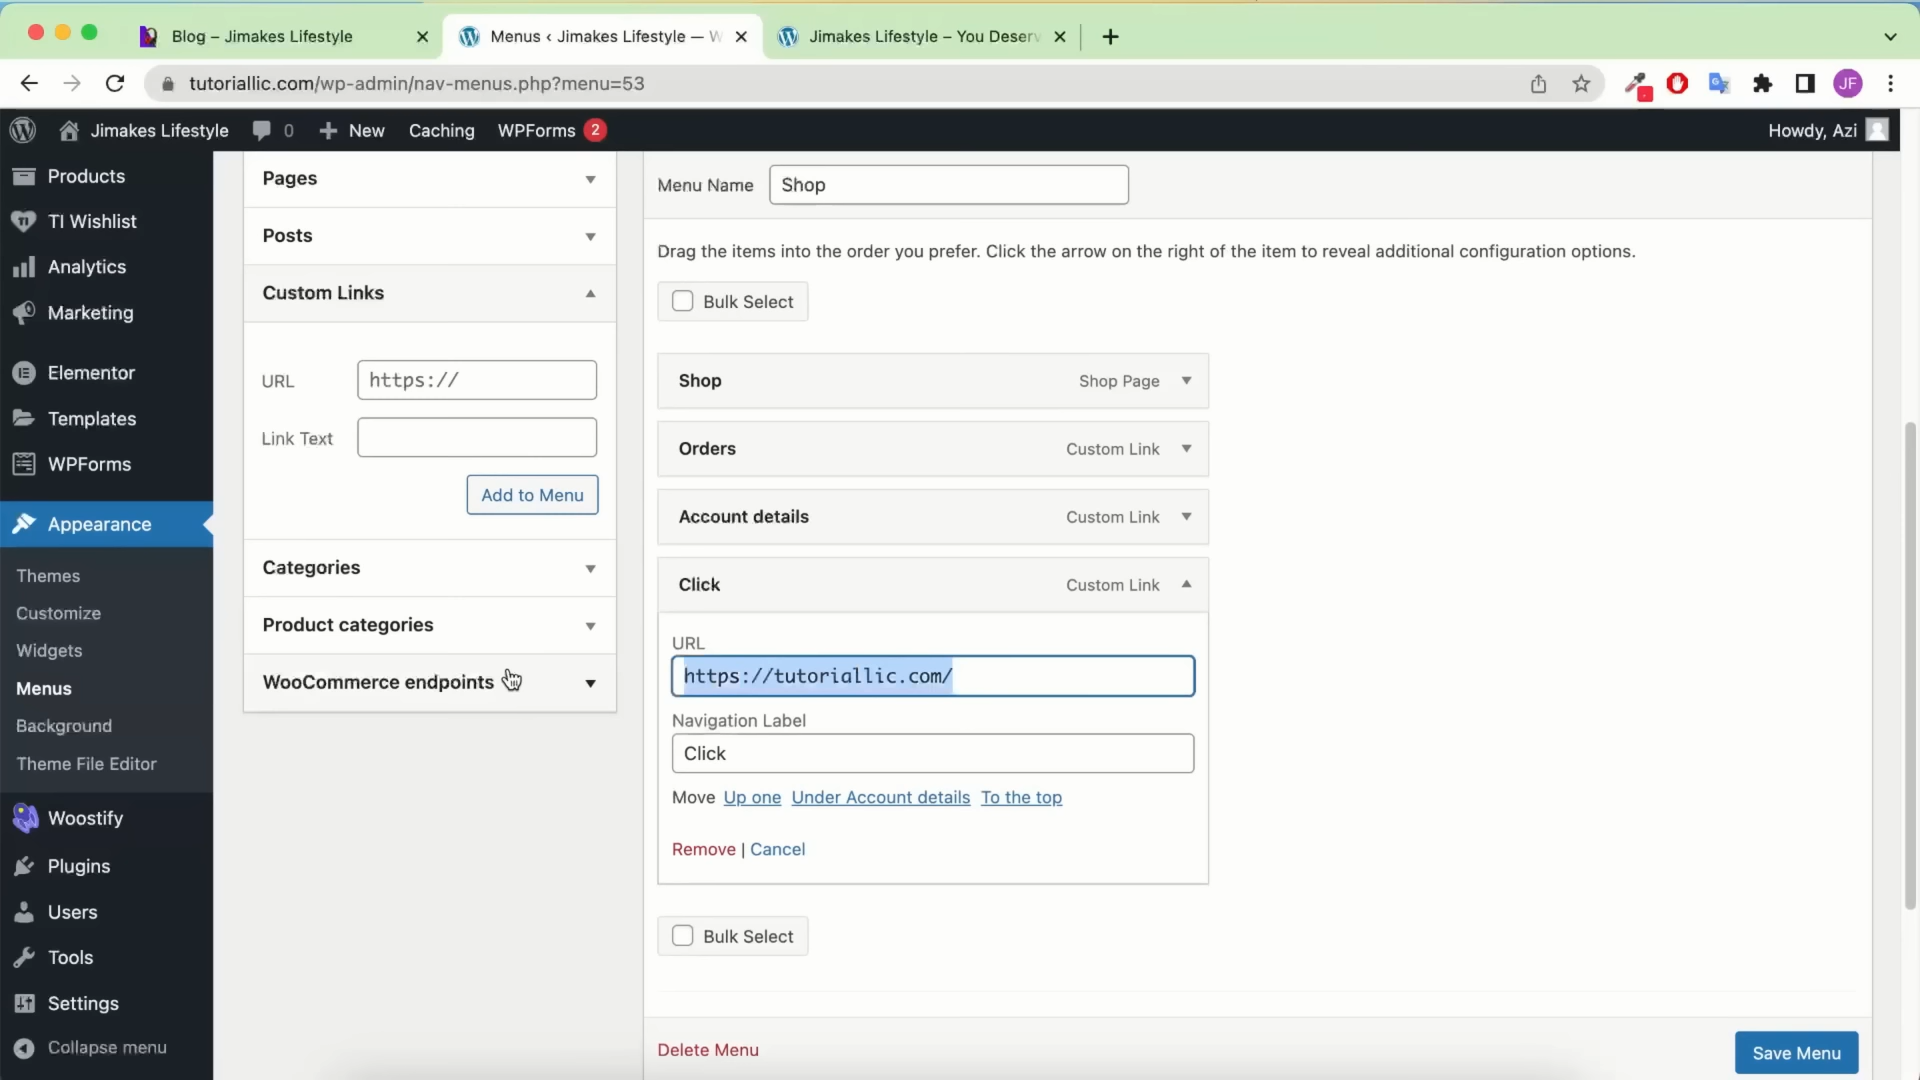 Blog – Jimakes Lifestyle
Menus ‹ Jimakes Lifestyle — W
Jimakes Lifestyle – You Deserv
tutoriallic.com/wp-admin/nav-menus.php?menu=53
JF
Jimakes Lifestyle
0
New
Caching
WPForms
2
Howdy, Azi
Products
TI Wishlist
Analytics
Marketing
Elementor
Templates
WPForms
Appearance
Themes
Customize
Widgets
Menus
Background
Theme File Editor
Woostify
Plugins
Users
Tools
Settings
Collapse menu
Pages
Posts
Custom Links
URL
https://
Link Text
Add to Menu
Categories
Product categories
WooCommerce endpoints
Menu Name
Shop
Drag the items into the order you prefer. Click the arrow on the right of the item to reveal additional configuration options.
Bulk Select
Shop
Shop Page
Orders
Custom Link
Account details
Custom Link
Click
Custom Link
URL
https://tutoriallic.com/
Navigation Label
Click
Move Up one Under Account details To the top
Remove | Cancel
Bulk Select
Delete Menu
Save Menu